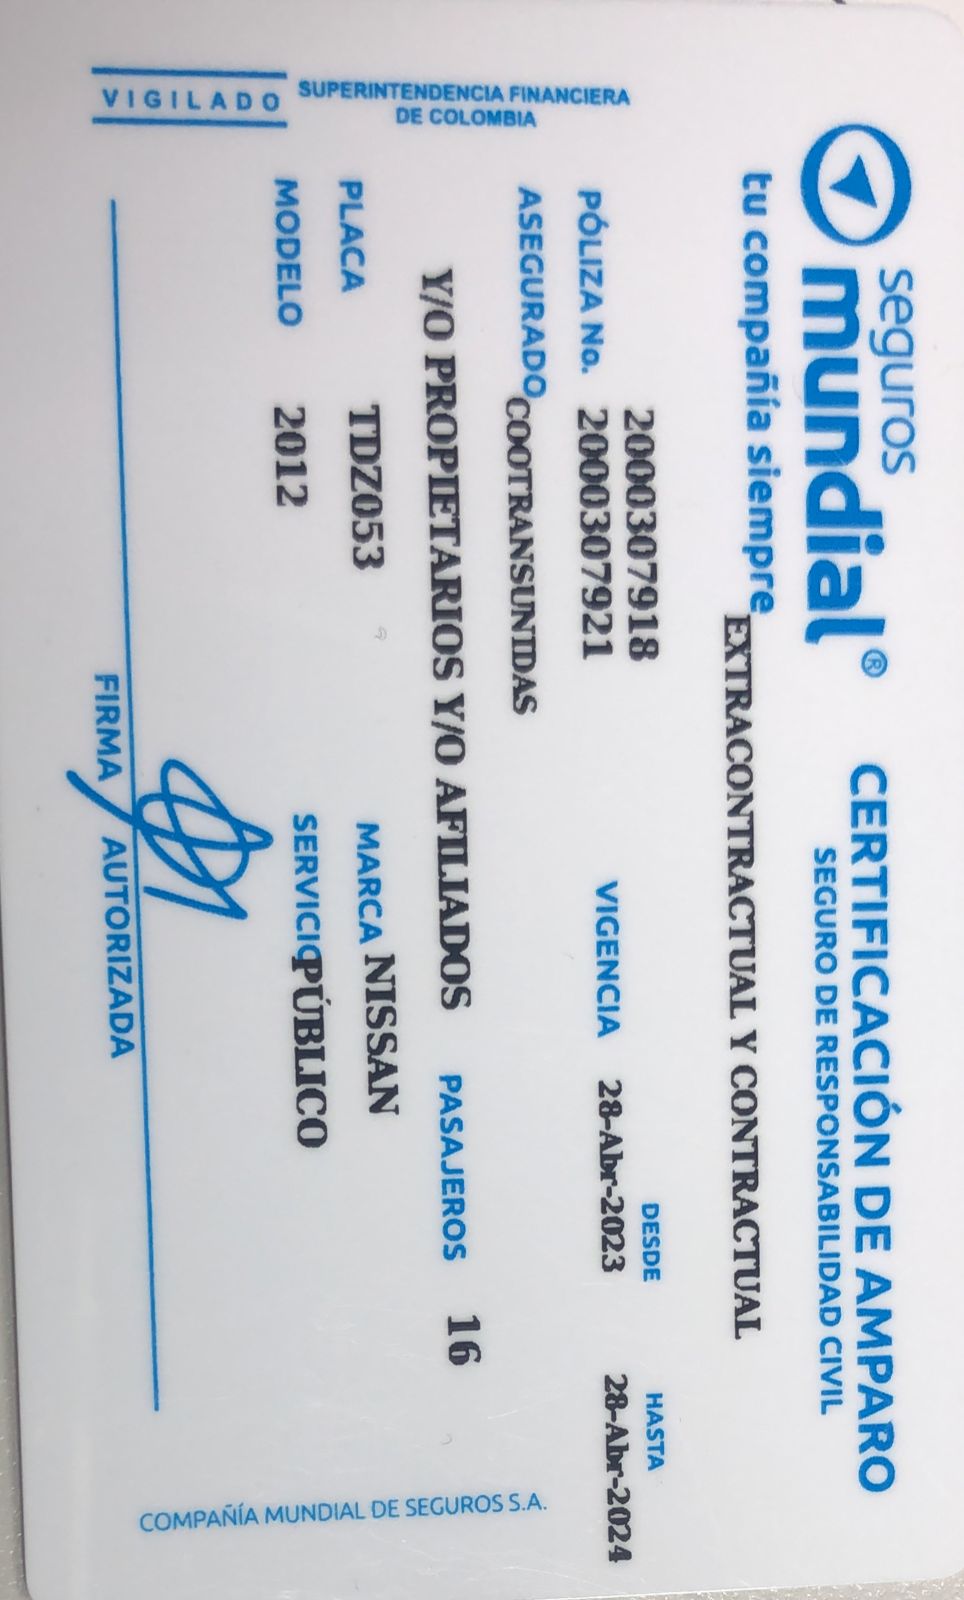 seguros
mundial®
tu compañía siempre
CERTIFICACIÓN DE AMPARO
SEGURO DE RESPONSABILIDAD CIVIL
EXTRACONTRACTUAL Y CONTRACTUAL
DESDE HASTA
2000307918
PÓLIZA No. 2000307921 VIGENCIA 28-Abr-2023 28-Abr-2024
ASEGURADO COOTRANSUNIDAS
Y/O PROPIETARIOS Y/O AFILIADOS PASAJEROS 16
PLACA TDZ053 MARCA NISSAN
MODELO 2012 SERVICIO PÚBLICO
FIRMA AUTORIZADA
VIGILADO
SUPERINTENDENCIA FINANCIERA
DE COLOMBIA
COMPAÑÍA MUNDIAL DE SEGUROS S.A.